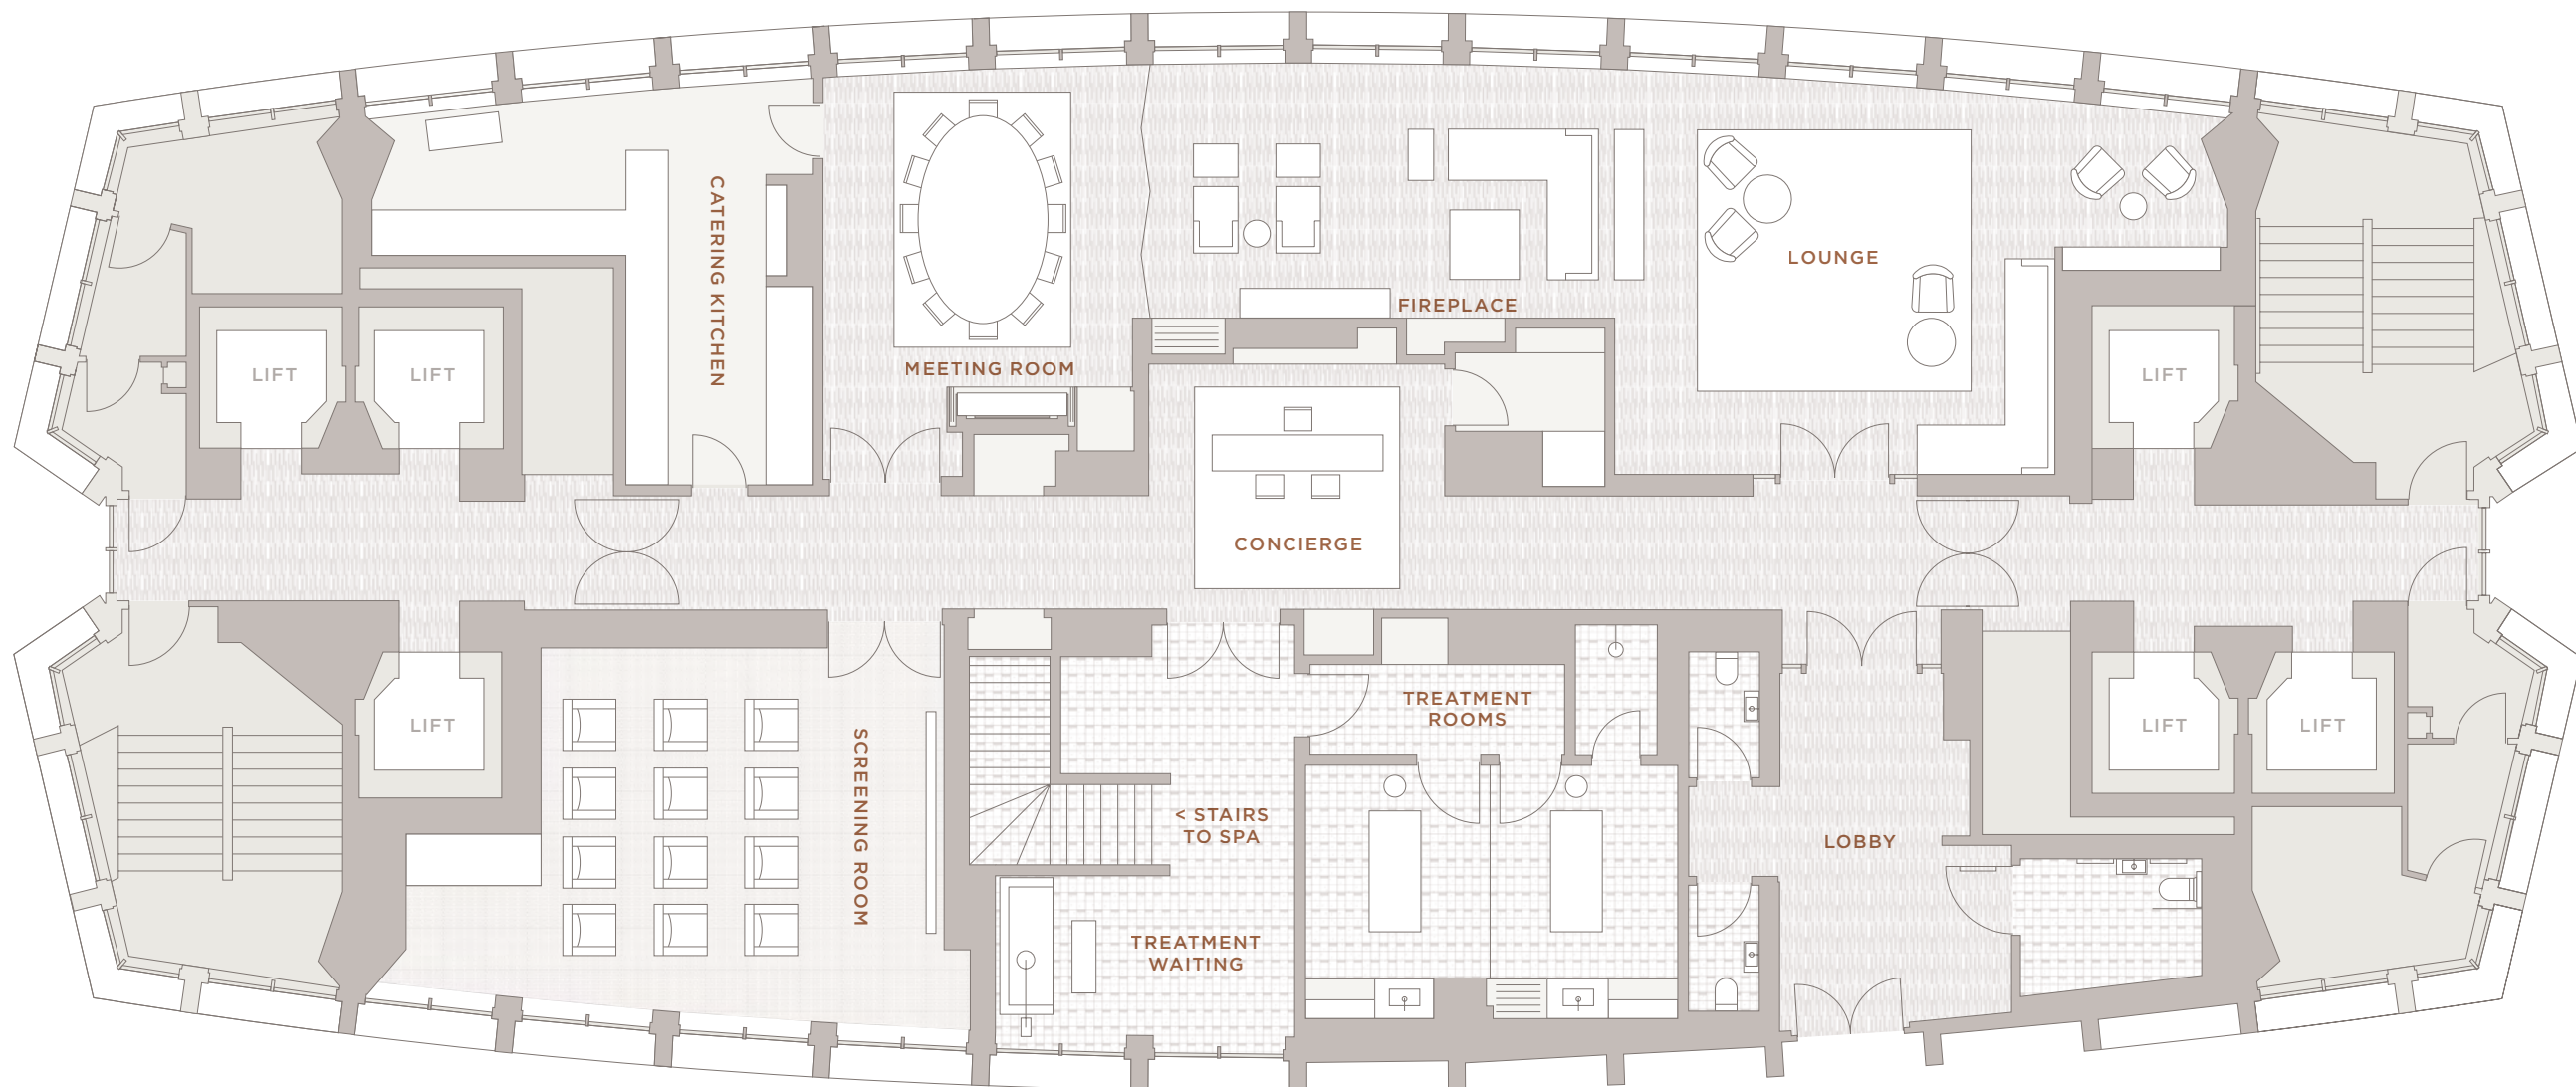 CATERING KITCHEN
LOUNGE
FIREPLACE
MEETING ROOM
LIFT
LIFT
LIFT
CONCIERGE
TREATMENT
ROOMS
LIFT
SCREENING ROOM
LIFT
LIFT
< STAIRS
TO SPA
LOBBY
TREATMENT
WAITING